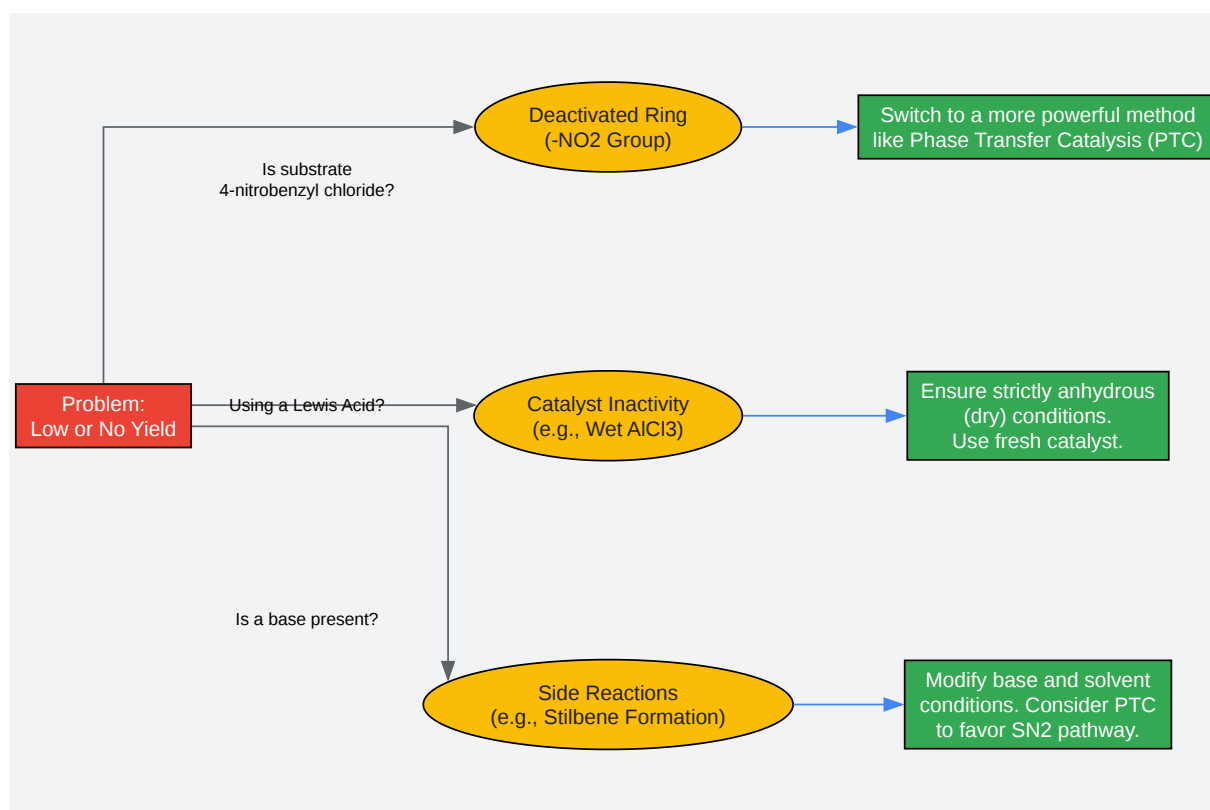 Deactivated Ring
(-NO2 Group)
Switch to a more powerful method
like Phase Transfer Catalysis (PTC)
Is substrate
4-nitrobenzyl chloride?
Problem:
Low or No Yield
Using a Lewis Acid?
Catalyst Inactivity
(e.g., Wet AlCl3)
Ensure strictly anhydrous
(dry) conditions.
Use fresh catalyst.
Is a base present?
Side Reactions
(e.g., Stilbene Formation)
Modify base and solvent
conditions. Consider PTC
to favor SN2 pathway.